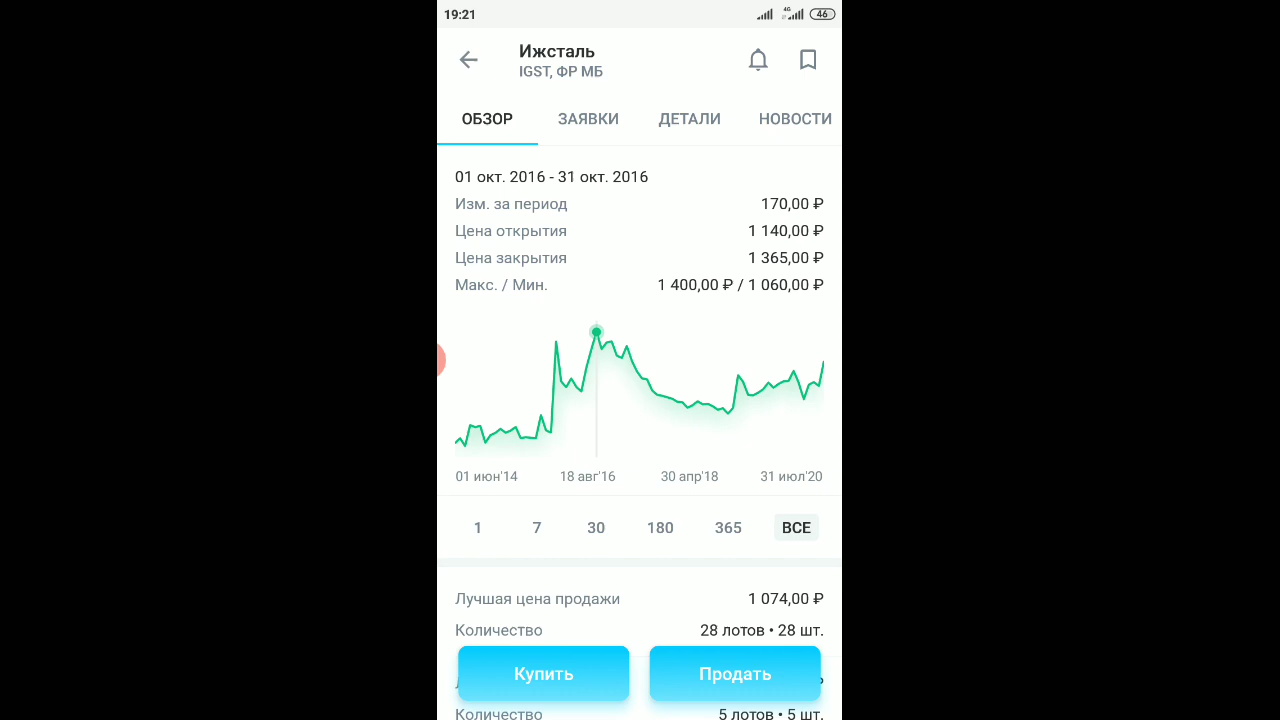 19:21
4G
46
Ижсталь
IGST, ФР МБ
ОБЗОР ЗАЯВКИ ДЕТАЛИ НОВОСТИ
01 окт. 2016 - 31 окт. 2016
Изм. за период 170,00 ₽
Цена открытия 1 140,00 ₽
Цена закрытия 1 365,00 ₽
Макс. / Мин. 1 400,00 ₽ / 1 060,00 ₽
01 июн'14 18 авг'16 30 апр'18 31 июл'20
1 7 30 180 365 ВСЕ
Лучшая цена продажи 1 074,00 ₽
Количество 28 лотов • 28 шт.
Купить Продать
Количество 5 лотов • 5 шт.